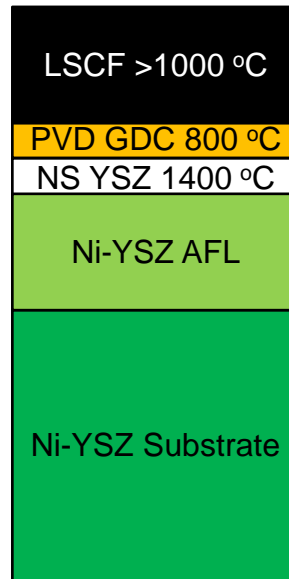 LSCF >1000 ºC
PVD GDC 800 ºC
NS YSZ 1400 ºC
Ni-YSZ AFL
Ni-YSZ Substrate